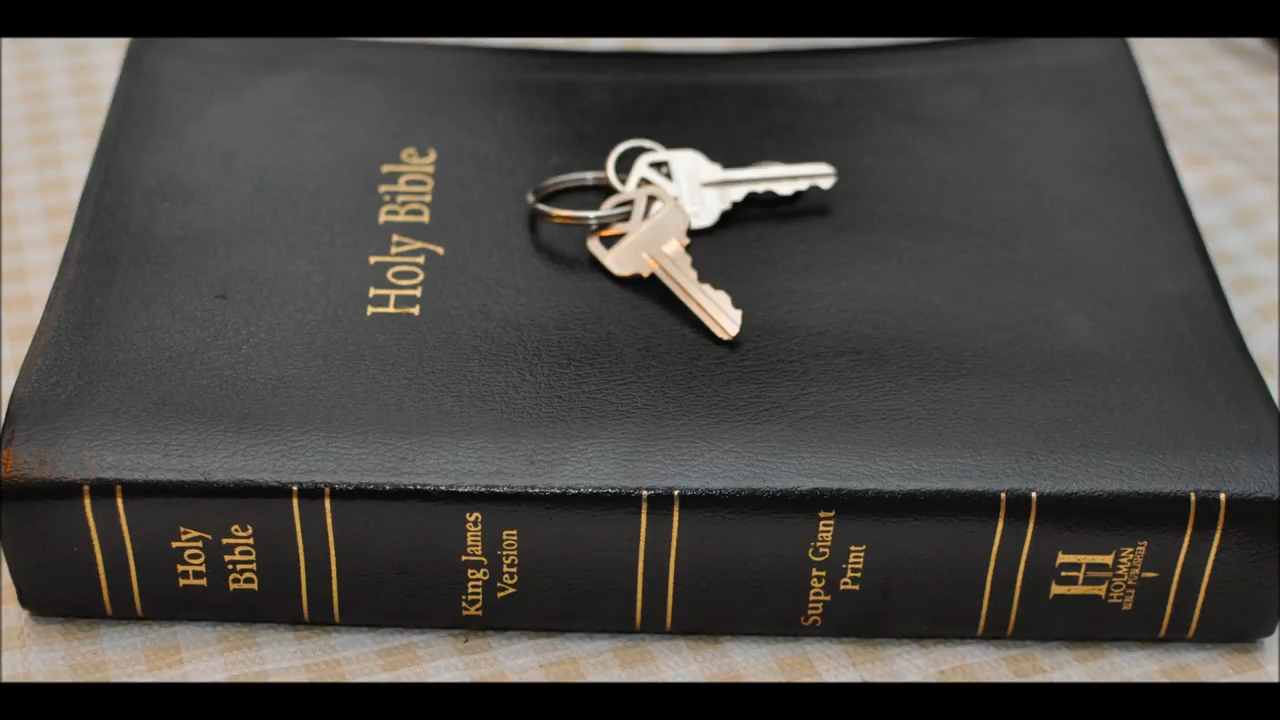 Holy Bible
Holy
Bible
King James
Version
Super Giant
Print
HOLMAN
BIBLE PUBLISHERS